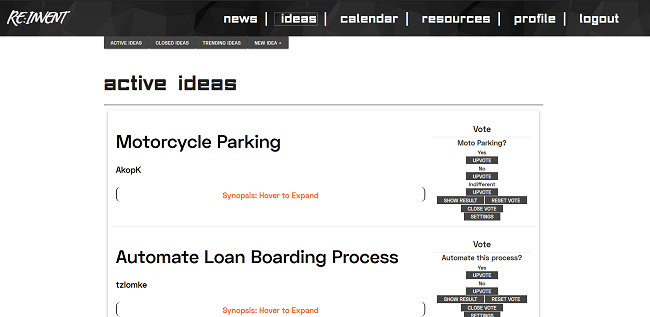 RE:INVENT news | ideas | calendar | resources | profile | logout
ACTIVE IDEAS CLOSED IDEAS TRENDING IDEAS NEW IDEA +
active ideas
Motorcycle Parking
AkopK
Synopsis: Hover to Expand
Vote
Moto Parking?
Yes
UPVOTE
No
UPVOTE
Indifferent
UPVOTE
SHOW RESULT RESET VOTE
CLOSE VOTE
SETTINGS
Automate Loan Boarding Process
tziomke
Synopsis: Hover to Expand
Vote
Automate this process?
Yes
UPVOTE
No
UPVOTE
SHOW RESULT RESET VOTE
CLOSE VOTE
SETTINGS